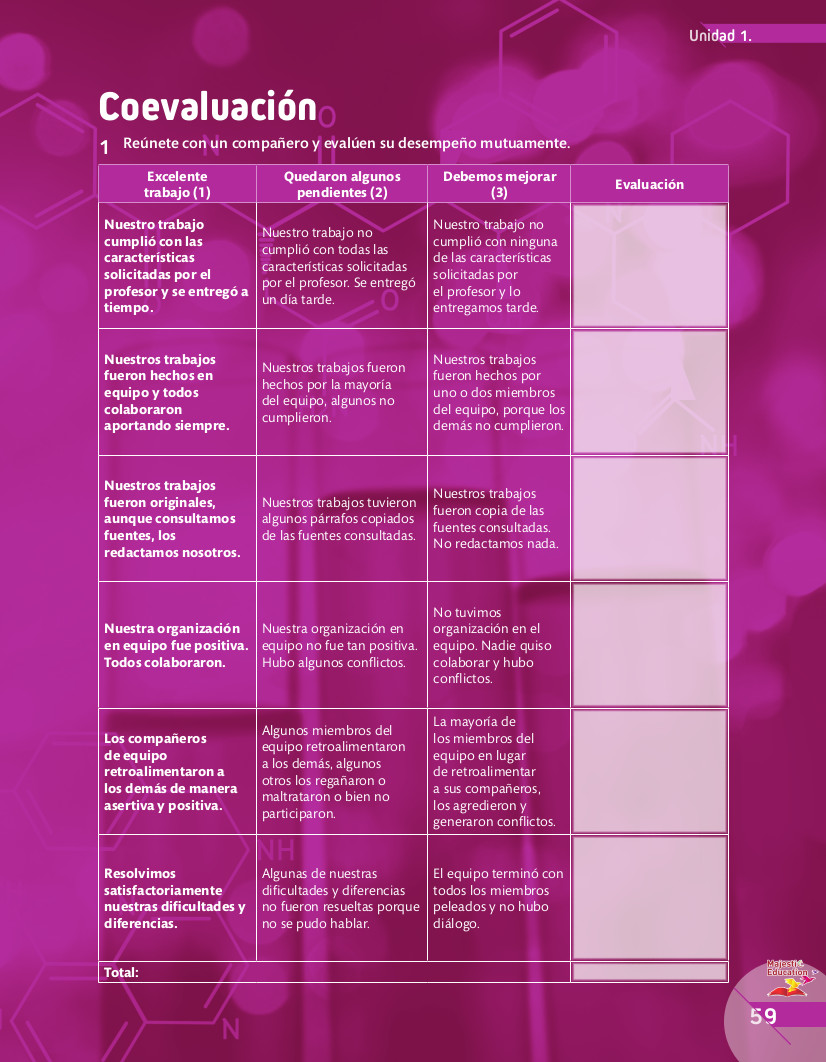 Unidad 1.
Coevaluación
1 Reúnete con un compañero y evalúen su desempeño mutuamente.
Excelente
trabajo (1)
Quedaron algunos
pendientes (2)
Debemos mejorar
(3)
Evaluación
Nuestro trabajo
cumplió con las
características
solicitadas por el
profesor y se entregó a
tiempo.
Nuestro trabajo no
cumplió con todas las
características solicitadas
por el profesor. Se entregó
un día tarde.
Nuestro trabajo no
cumplió con ninguna
de las características
solicitadas por
el profesor y lo
entregamos tarde.
Nuestros trabajos
fueron hechos en
equipo y todos
colaboraron
aportando siempre.
Nuestros trabajos fueron
hechos por la mayoría
del equipo, algunos no
cumplieron.
Nuestros trabajos
fueron hechos por
uno o dos miembros
del equipo, porque los
demás no cumplieron.
Nuestros trabajos
fueron originales,
aunque consultamos
fuentes, los
redactamos nosotros.
Nuestros trabajos tuvieron
algunos párrafos copiados
de las fuentes consultadas.
Nuestros trabajos
fueron copia de las
fuentes consultadas.
No redactamos nada.
Nuestra organización
en equipo fue positiva.
Todos colaboraron.
Nuestra organización en
equipo no fue tan positiva.
Hubo algunos conflictos.
No tuvimos
organización en el
equipo. Nadie quiso
colaborar y hubo
conflictos.
Los compañeros
de equipo
retroalimentaron a
los demás de manera
asertiva y positiva.
Algunos miembros del
equipo retroalimentaron
a los demás, algunos
otros los regañaron o
maltrataron o bien no
participaron.
La mayoría de
los miembros del
equipo en lugar
de retroalimentar
a sus compañeros,
los agredieron y
generaron conflictos.
Resolvimos
satisfactoriamente
nuestras dificultades y
diferencias.
Algunas de nuestras
dificultades y diferencias
no fueron resueltas porque
no se pudo hablar.
El equipo terminó con
todos los miembros
peleados y no hubo
diálogo.
Total:
Majestic
Education
59
O
N
O
N
NH
NH
N